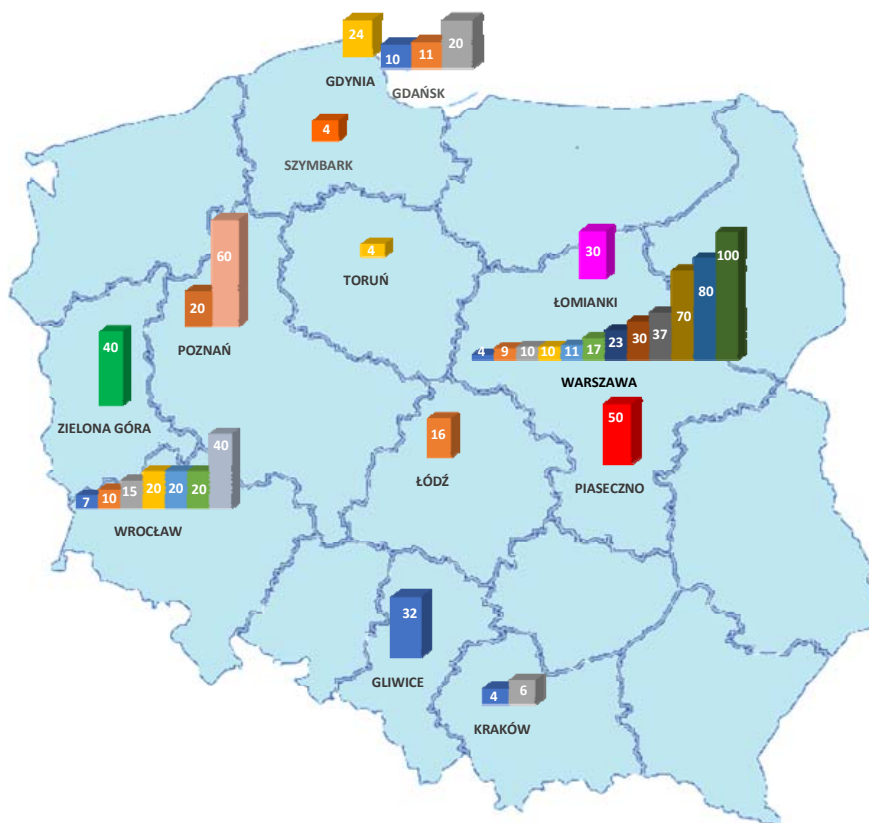 24
10 11 20
GDYNIA
GDAŃSK
4
SZYMBARK
60
20
POZNAŃ
4
TORUŃ
30
ŁOMIANKI
4 9 10 10 11 17 23 30 37 70 80 100
WARSZAWA
40
ZIELONA GÓRA
16
ŁÓDŹ
50
PIASECZNO
7 10 15 20 20 20 40
WROCŁAW
32
GLIWICE
4 6
KRAKÓW